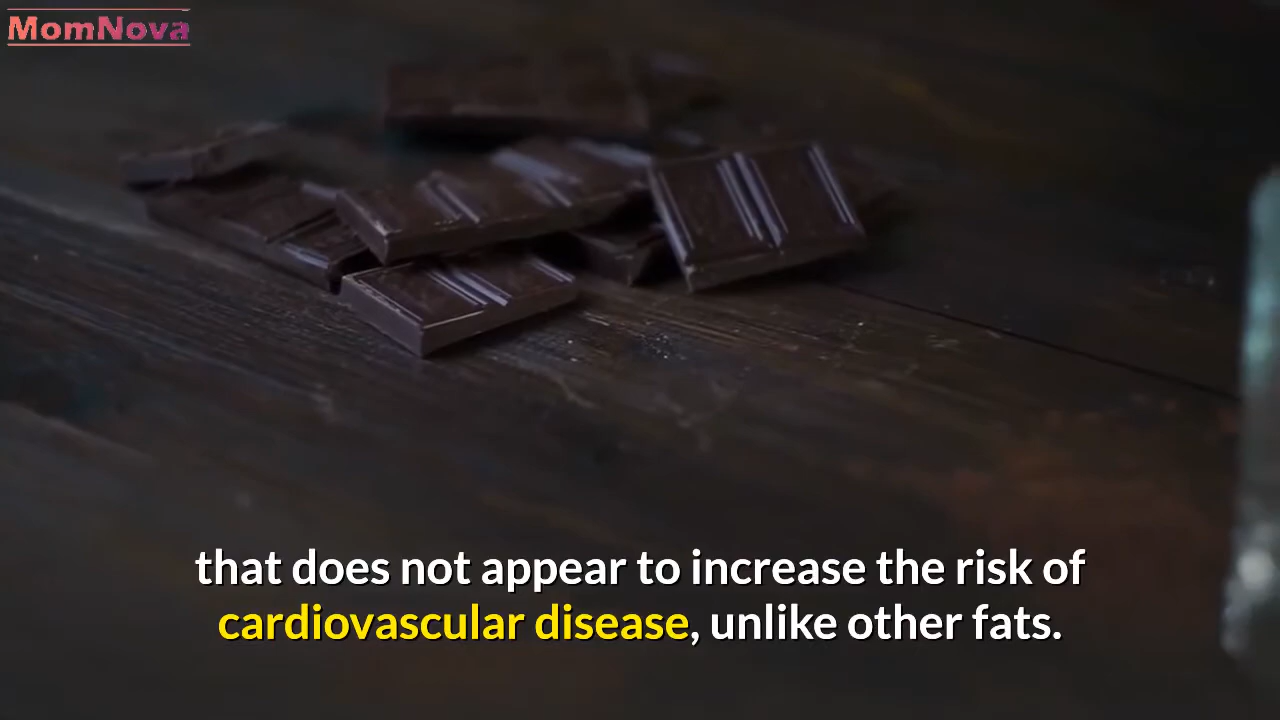 MomNova
that does not appear to increase the risk of
cardiovascular disease, unlike other fats.